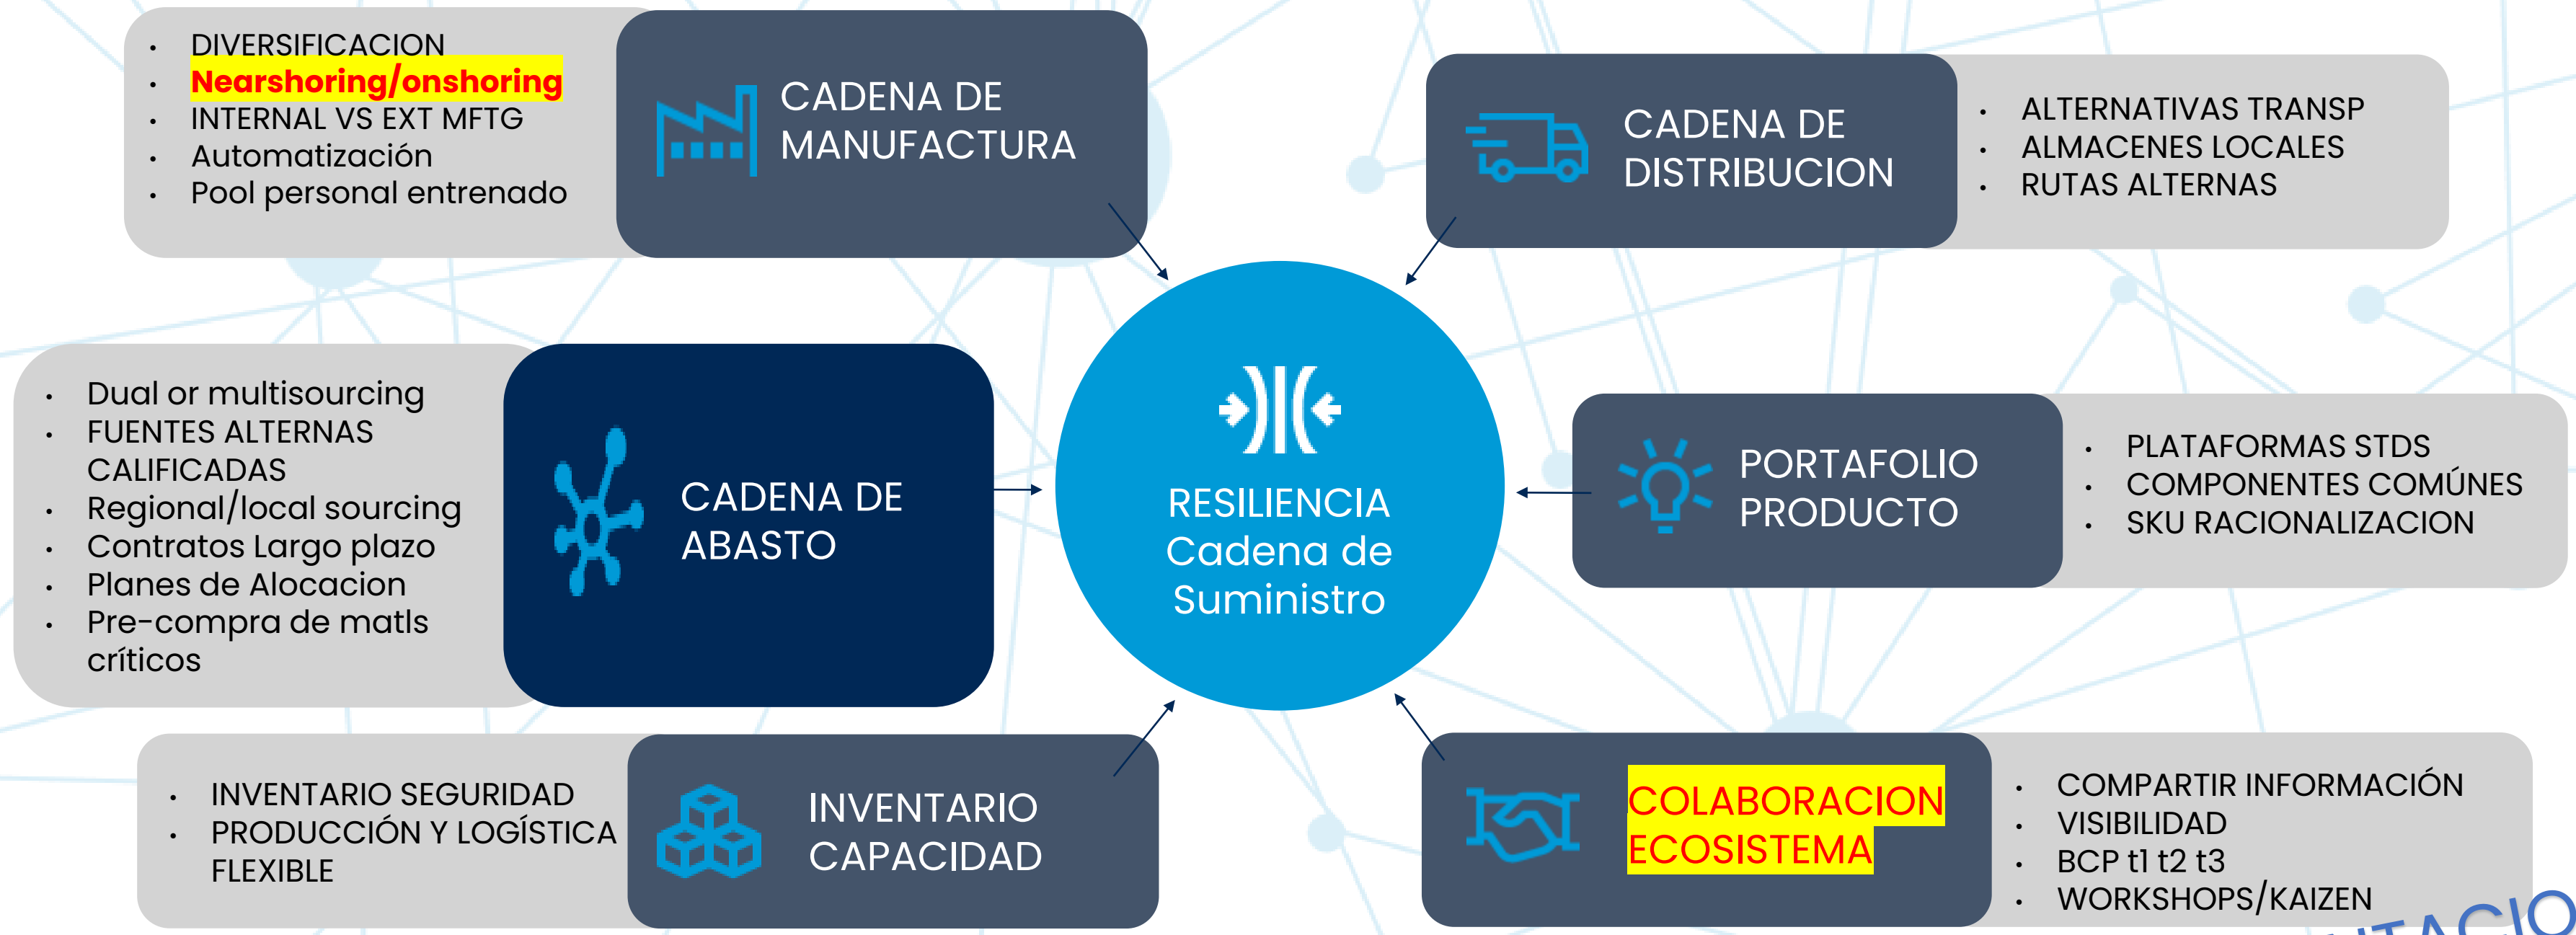 DIVERSIFICACION
Nearshoring/onshoring
INTERNAL VS EXT MFTG
Automatización
Pool personal entrenado
CADENA DE
MANUFACTURA
CADENA DE
DISTRIBUCION
ALTERNATIVAS TRANSP
ALMACENES LOCALES
RUTAS ALTERNAS
Dual or multisourcing
FUENTES ALTERNAS
CALIFICADAS
Regional/local sourcing
Contratos Largo plazo
Planes de Alocacion
Pre-compra de matls
críticos
CADENA DE
ABASTO
RESILIENCIA
Cadena de
Suministro
PORTAFOLIO
PRODUCTO
PLATAFORMAS STDS
COMPONENTES COMÚNES
SKU RACIONALIZACION
INVENTARIO SEGURIDAD
PRODUCCIÓN Y LOGÍSTICA
FLEXIBLE
INVENTARIO
CAPACIDAD
COLABORACION
ECOSISTEMA
COMPARTIR INFORMACIÓN
VISIBILIDAD
BCP t1 t2 t3
WORKSHOPS/KAIZEN